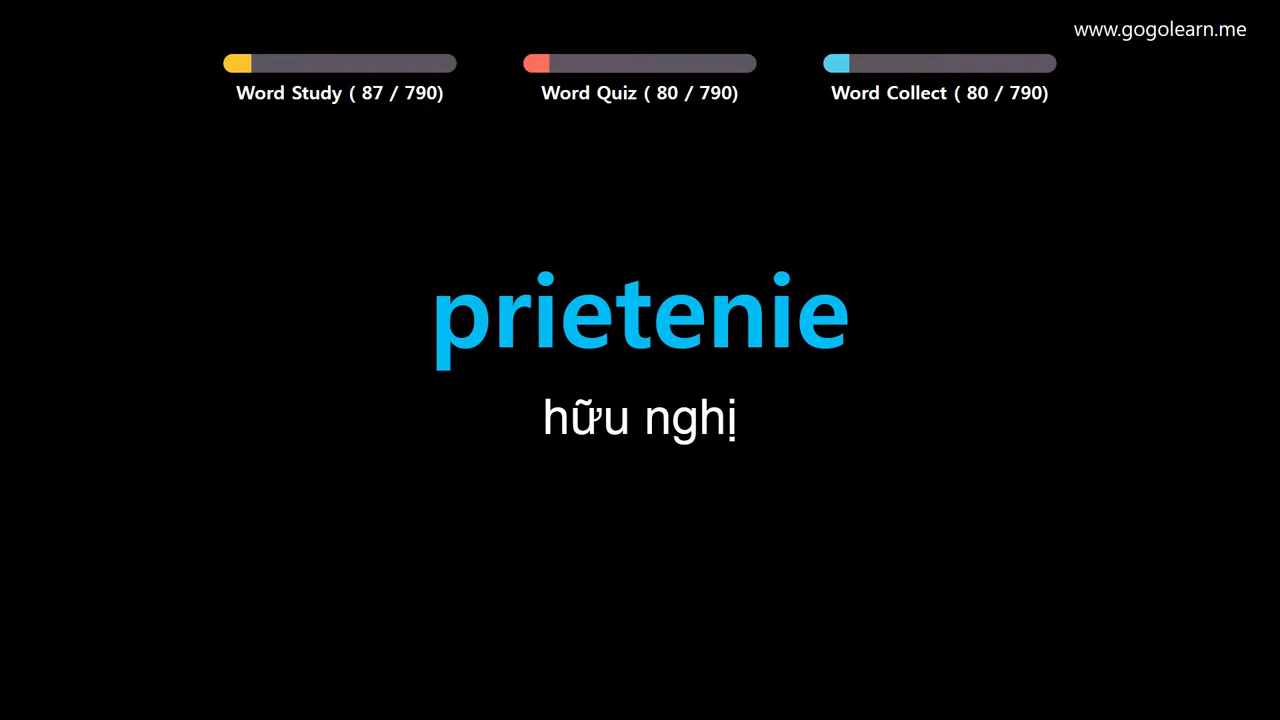 www.gogolearn.me
Word Study ( 87 / 790)
Word Quiz ( 80 / 790)
Word Collect ( 80 / 790)
prietenie
hữu nghị